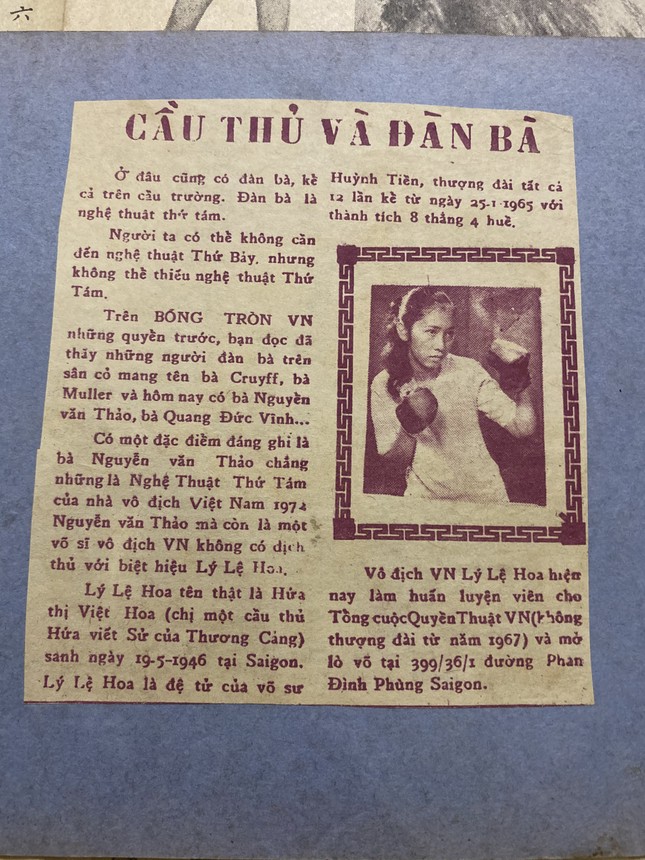 六
CẦU THỦ VÀ ĐÀN BÀ
Ở đâu cũng có đàn bà, kể
cả trên cầu trường. Đàn bà là
nghệ thuật thứ tám.
Người ta có thể không cần
đến nghệ thuật Thứ Bảy. nhưng
không thể thiếu nghệ thuật Thứ
Tám.
Trên BÓNG TRÒN VN
những quyển trước, bạn đọc đã
thấy những người đàn bà trên
sân cỏ mang tên bà Cruyff, bà
Muller và hôm nay có bà Nguyễn
văn Thảo, bà Quang Đức Vĩnh...
Có một đặc điểm đáng ghi là
bà Nguyễn văn Thảo chẳng
những là Nghệ Thuật Thứ Tám
của nhà vô địch Việt Nam 1974
Nguyễn văn Thảo mà còn là một
võ sĩ vô địch VN không có địch
thủ với biệt hiệu Lý Lệ Hoa.
Lý Lệ Hoa tên thật là Hứa
thị Việt Hoa (chị một cầu thủ
Hứa viết Sử của Thương Cảng)
sanh ngày 19-5-1946 tại Saigon.
Lý Lệ Hoa là đệ tử của võ sư
Huỳnh Tiền, thượng đài tất cả
12 lần kể từ ngày 25-1-1965 với
thành tích 8 thắng 4 huề.
Vô địch VN Lý Lệ Hoa hiện
nay làm huấn luyện viên cho
Tổng cuộc Quyền Thuật VN (không
thượng đài từ năm 1967) và mở
lò võ tại 399/36/1 đường Phan
Đình Phùng Saigon.